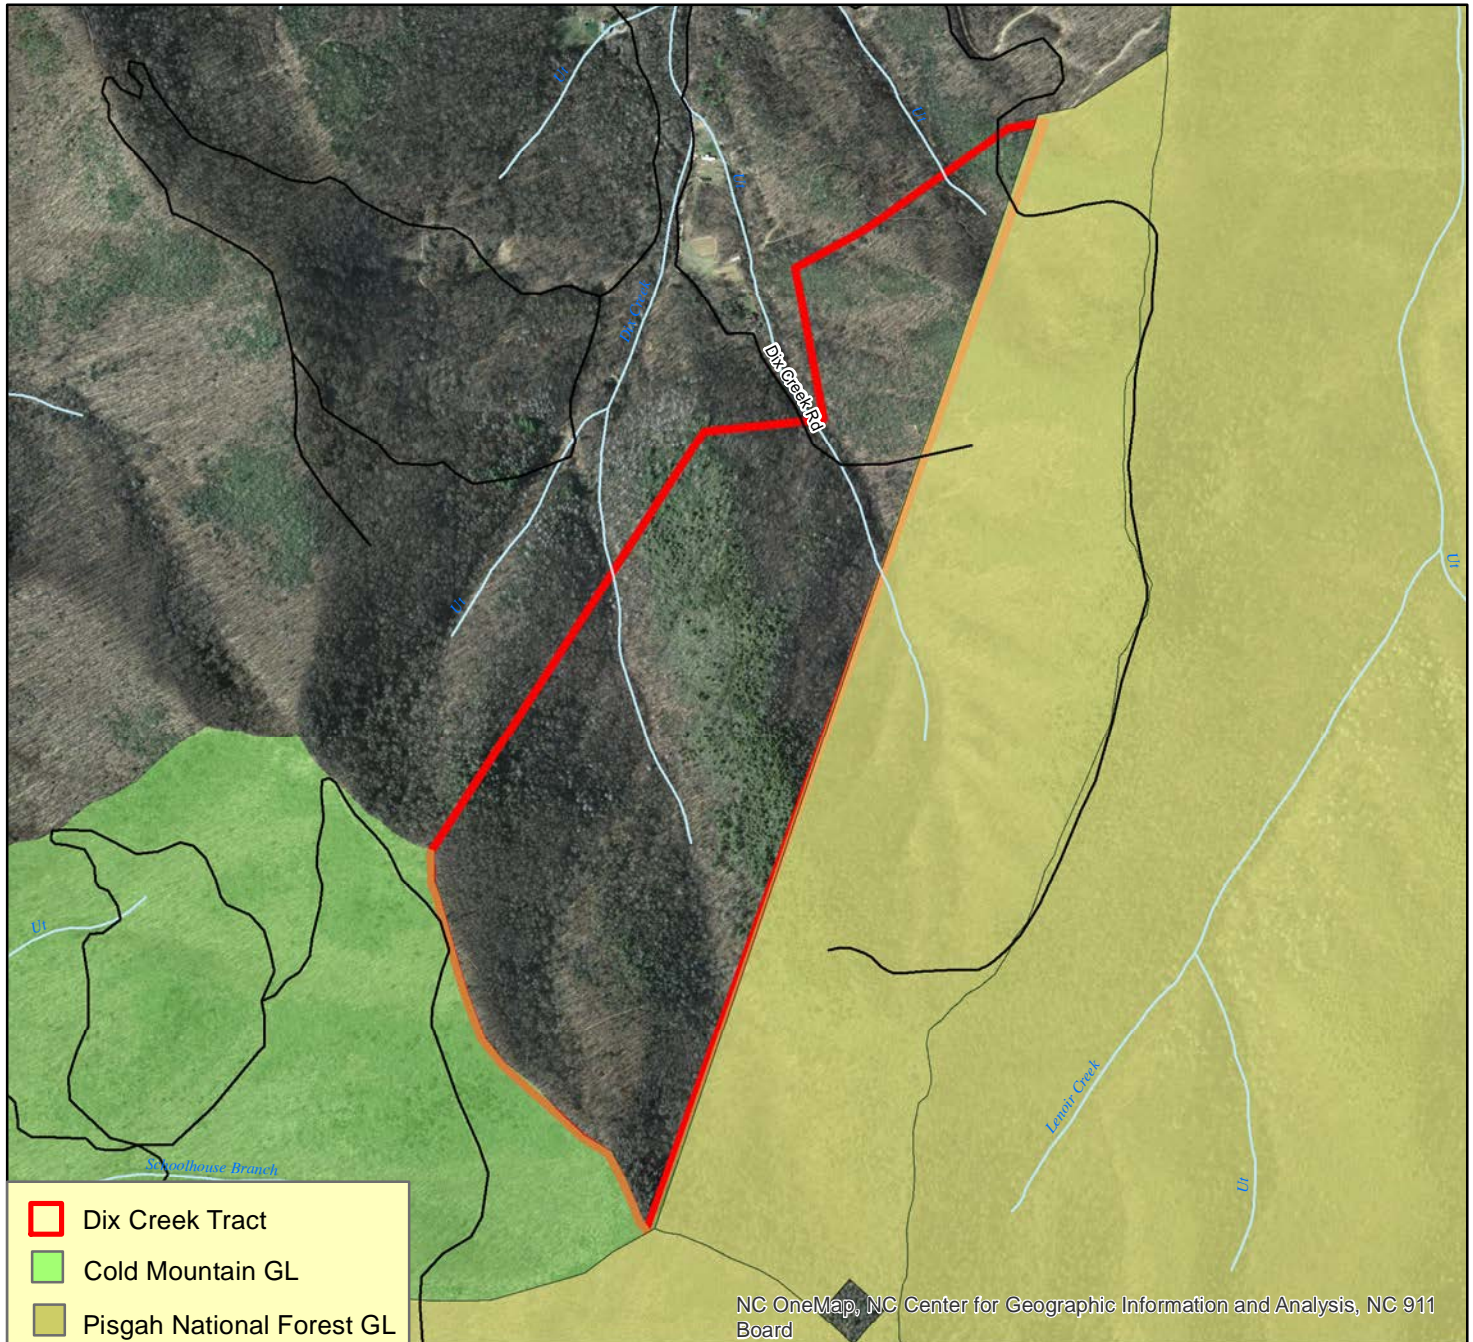 Ut
Ut
Ut
Dix Creek
Dix Creek Rd
Ut
Ut
Ut
Lenoir Creek
Schoolhouse Branch
Ut
Dix Creek Tract
Cold Mountain GL
Pisgah National Forest GL
NC OneMap, NC Center for Geographic Information and Analysis, NC 911
Board